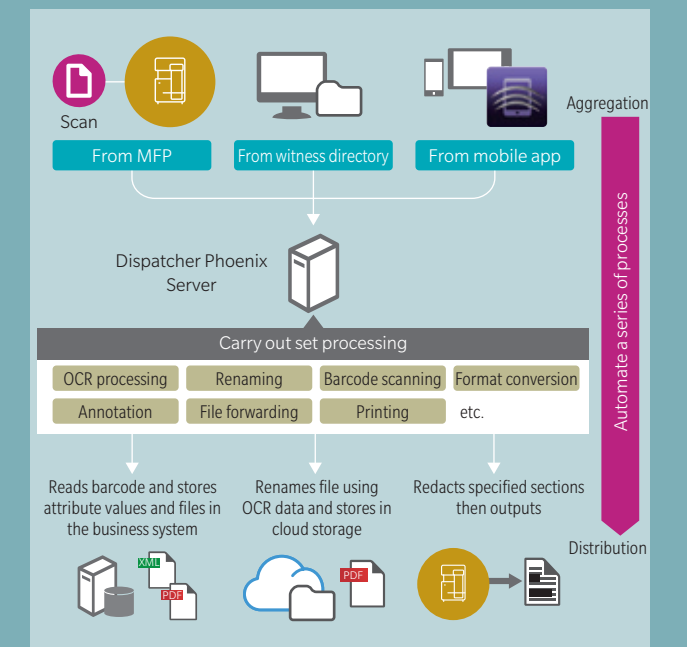 Scan
Aggregation
From MFP
From witness directory
From mobile app
Automate a series of processes
Dispatcher Phoenix
Server
Carry out set processing
OCR processing
Renaming
Barcode scanning
Format conversion
Annotation
File forwarding
Printing
etc.
Reads barcode and stores
attribute values and files in
the business system
Renames file using
OCR data and stores in
cloud storage
Redacts specified sections
then outputs
Distribution
XML
PDF
PDF